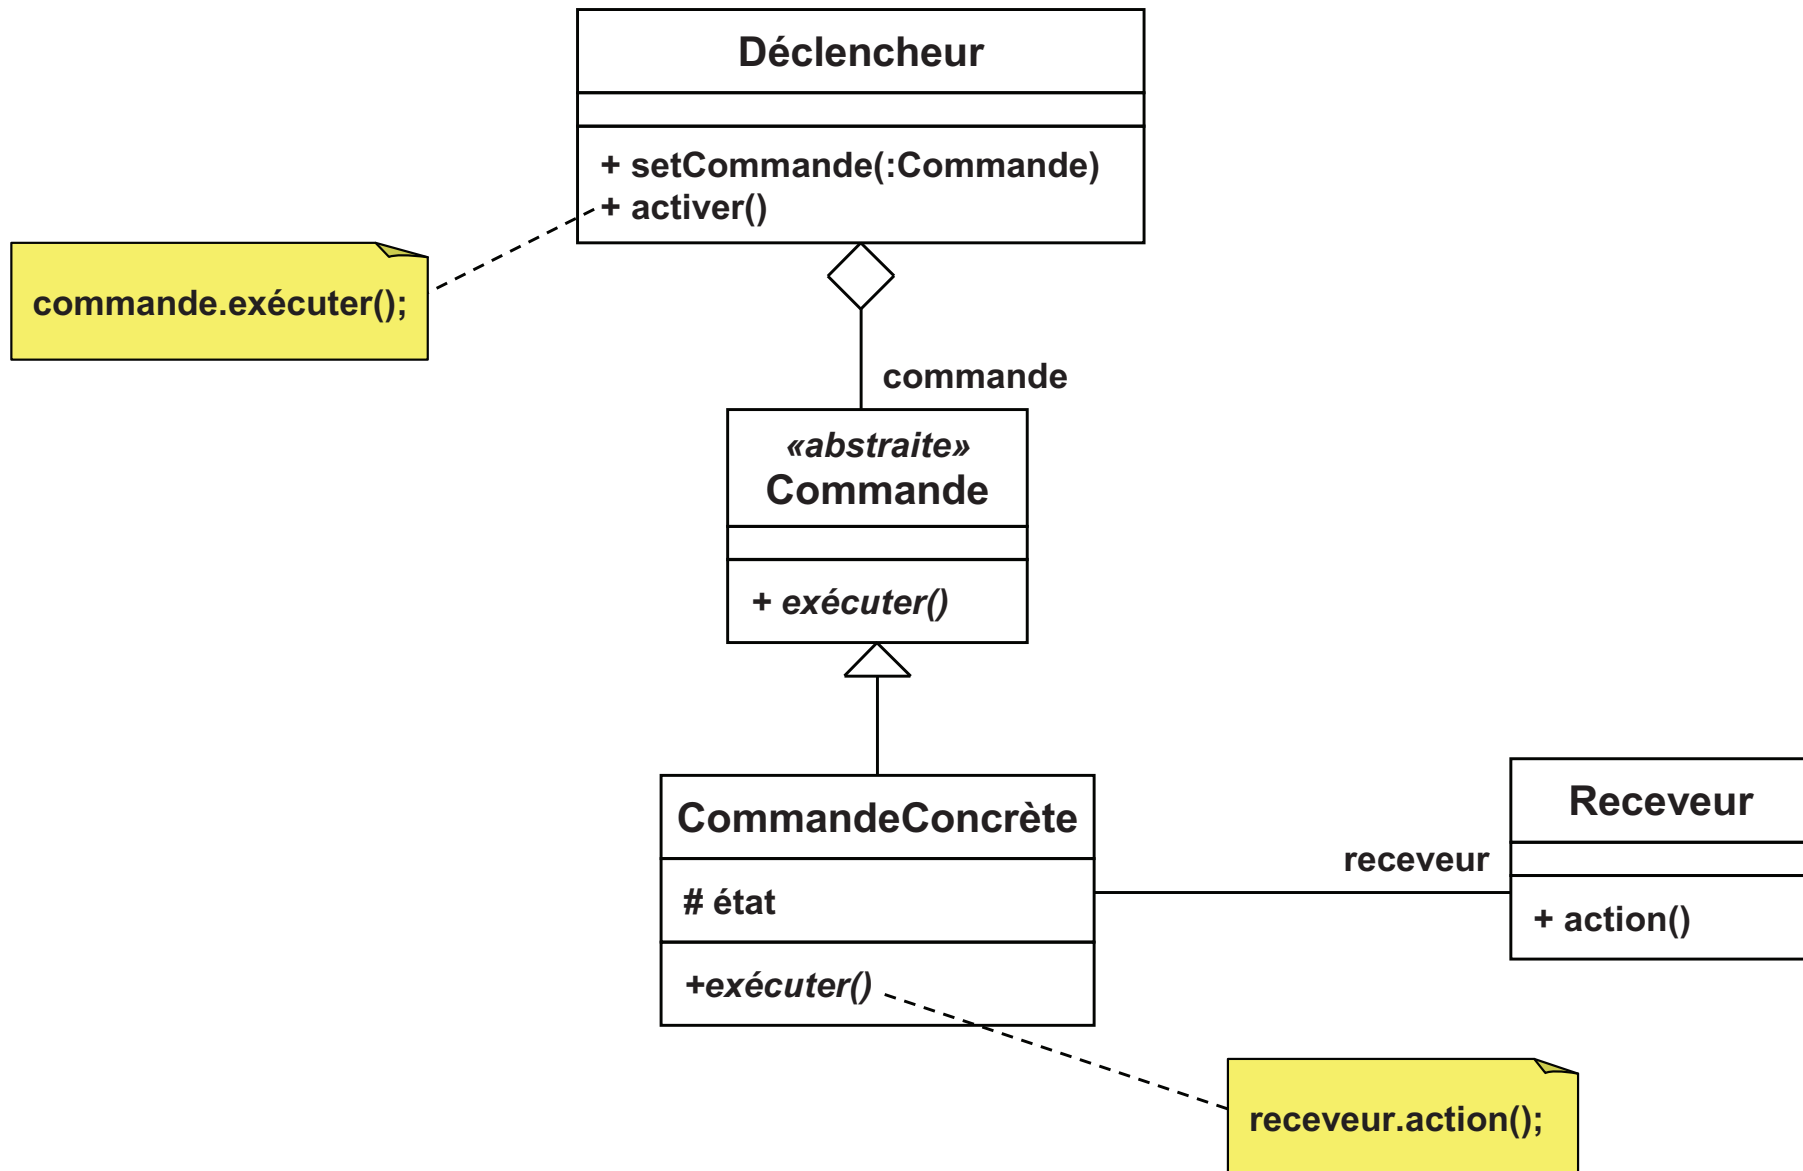 Déclencheur
+ setCommande(:Commande)
+ activer()
commande.exécuter();
commande
«abstraite»
Commande
+ exécuter()
CommandeConcrète
# état
+exécuter()
receveur
Receveur
+ action()
receveur.action();